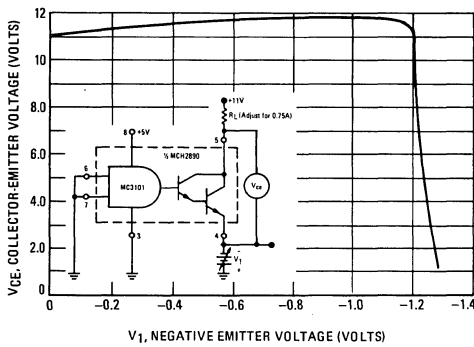 VCE, COLLECTOR-EMITTER VOLTAGE (VOLTS)
12
10
8.0
6.0
4.0
2.0
0
+11V
RL (Adjust for 0.75A)
8
+5V
5
½ MCH2890
6
MC3101
7
Vce
3
4
V1
-
+
0
-0.2
-0.4
-0.6
-0.8
-1.0
-1.2
-1.4
V1, NEGATIVE EMITTER VOLTAGE (VOLTS)